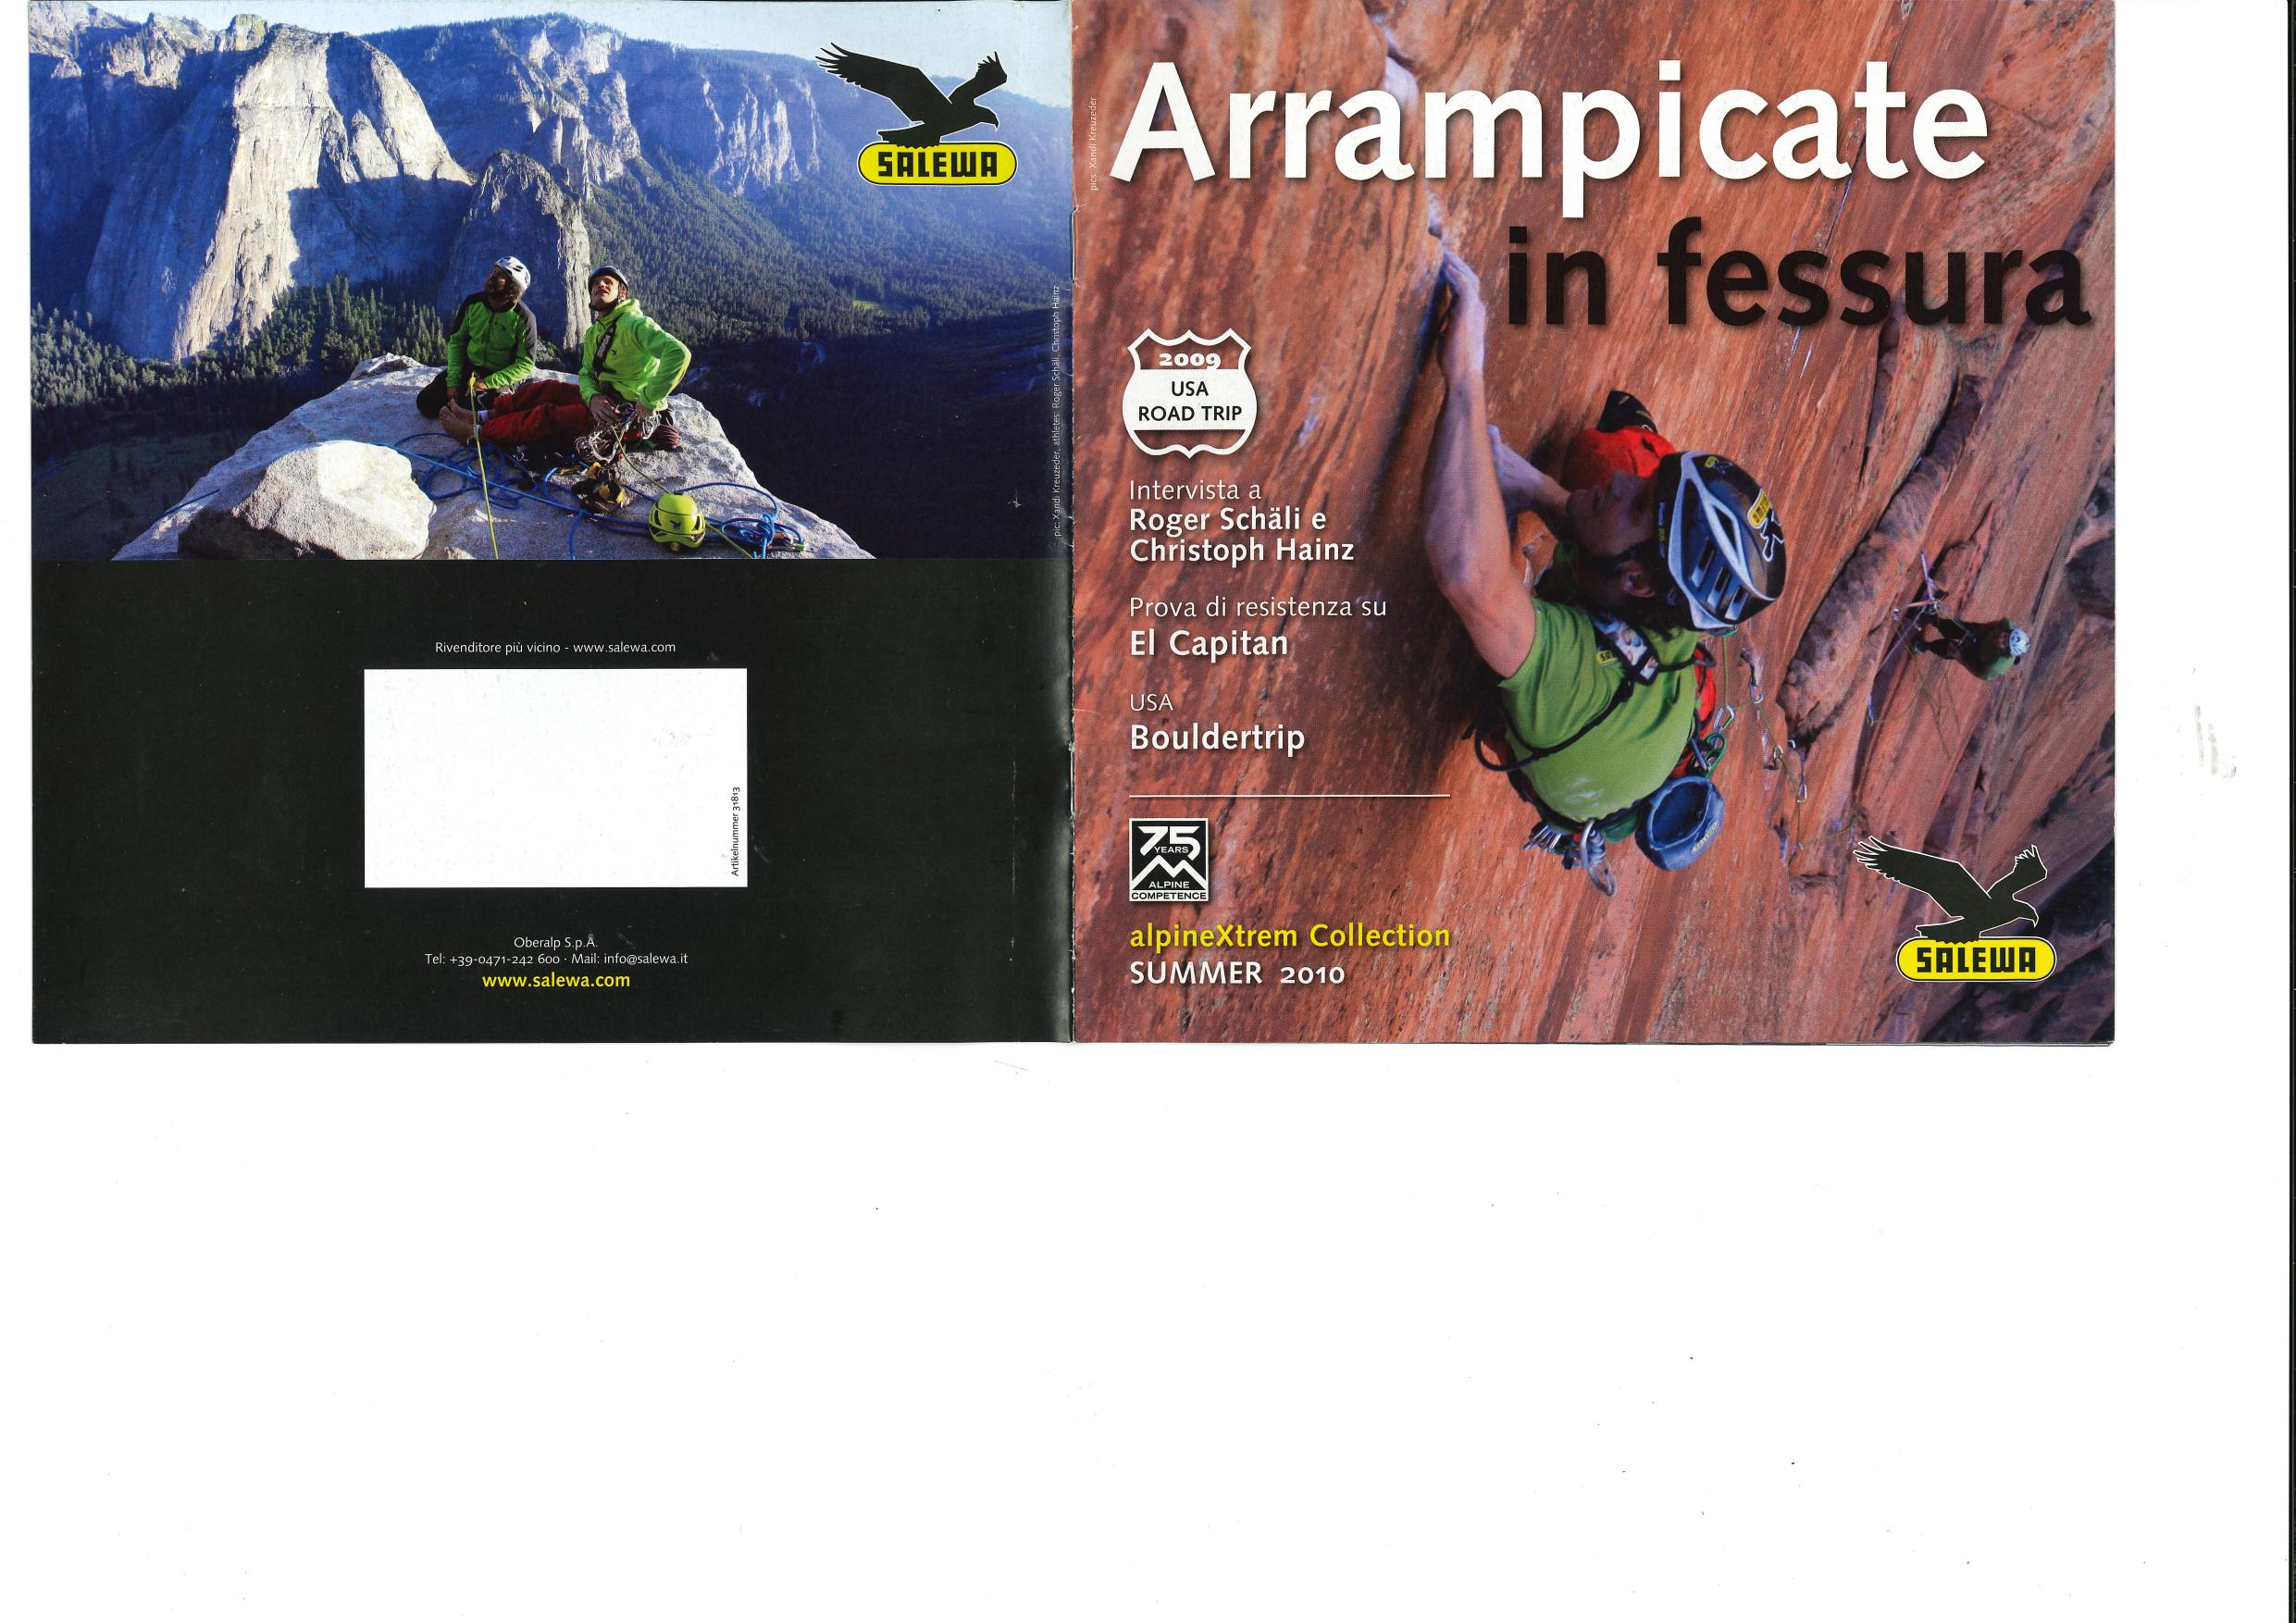 SALEWA
pic: Xandi Kreuzeder, athletes: Roger Schäli, Christoph Hainz
Rivenditore più vicino - www.salewa.com
Artikelnummer 31813
Oberalp S.p.A.
Tel: +39-0471-242 600 · Mail: info@salewa.it
www.salewa.com
pics: Xandi Kreuzeder
Arrampicate
in fessura
2009
USA
ROAD TRIP
Intervista a
Roger Schäli e
Christoph Hainz
Prova di resistenza su
El Capitan
USA
Bouldertrip
75
YEARS
ALPINE
COMPETENCE
alpineXtrem Collection
SUMMER 2010
SALEWA